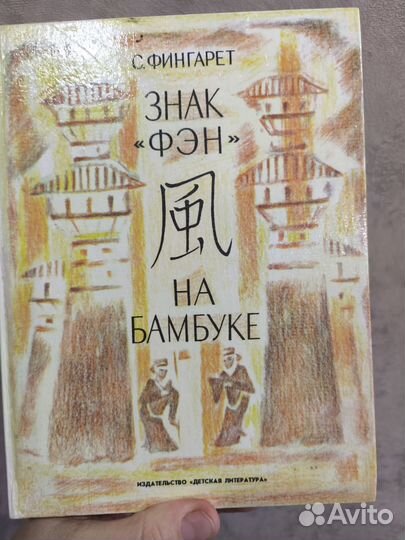 С. ФИНГАРЕТ
ЗНАК
«ФЭН»
風
НА
БАМБУКЕ
ИЗДАТЕЛЬСТВО «ДЕТСКАЯ ЛИТЕРАТУРА»
Avito